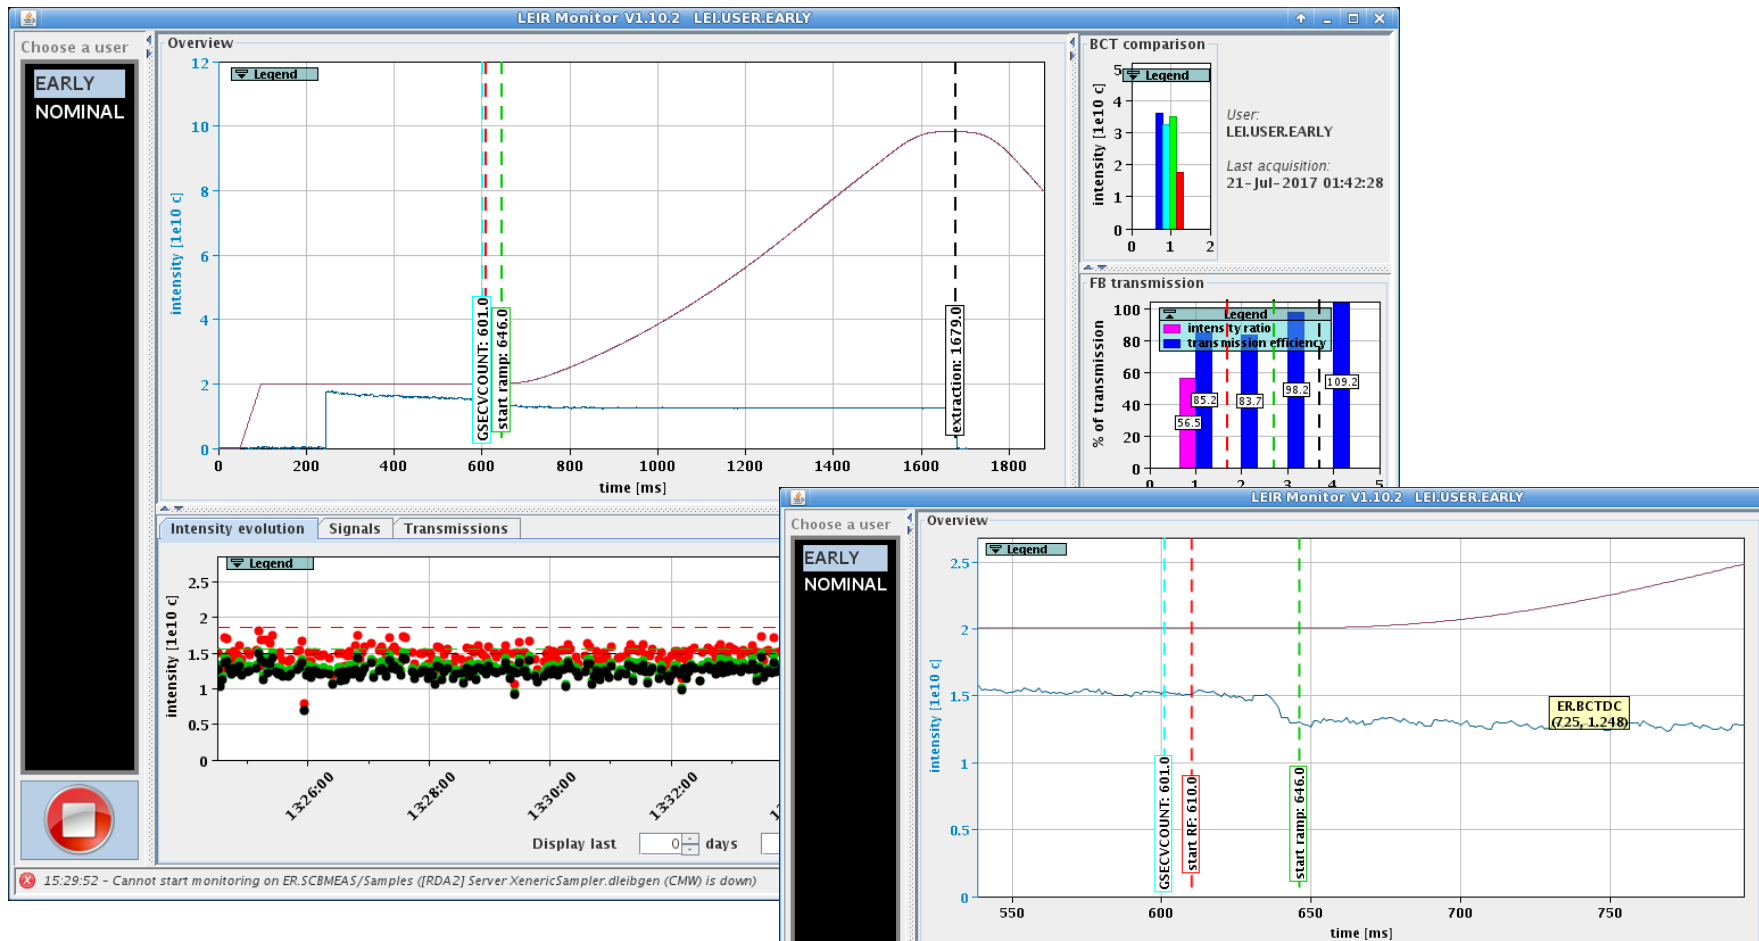 LEIR Monitor V1.10.2   LEI.USER.EARLY
Choose a user
EARLY
NOMINAL
Overview
Legend
12
10
8
6
4
2
0
intensity [1e10 c]
GSECVCOUNT: 601.0
start ramp: 646.0
extraction: 1679.0
0 200 400 600 800 1000 1200 1400 1600 1800
time [ms]
BCT comparison
Legend
5
4
3
2
1
0
intensity [1e10 c]
0 1 2
User:
LEI.USER.EARLY
Last acquisition:
21-Jul-2017 01:42:28
FB transmission
Legend
intensity ratio
transmission efficiency
100
80
60
40
20
0
% of transmission
56.5
85.2
83.7
98.2
109.2
0 1 2 3 4 5
Intensity evolution
Signals
Transmissions
Legend
2.5
2
1.5
1
0.5
0
intensity [1e10 c]
13:26:00
13:28:00
13:30:00
13:32:00
Display last
0
days
15:29:52 - Cannot start monitoring on ER.SCBMEAS/Samples ([RDA2] Server XenericSampler.dleibgen (CMW) is down)
LEIR Monitor V1.10.2   LEI.USER.EARLY
Choose a user
EARLY
NOMINAL
Overview
Legend
2.5
2
1.5
1
0.5
0
intensity [1e10 c]
GSECVCOUNT: 601.0
start RF: 610.0
start ramp: 646.0
ER.BCTDC
(725, 1.248)
550 600 650 700 750
time [ms]